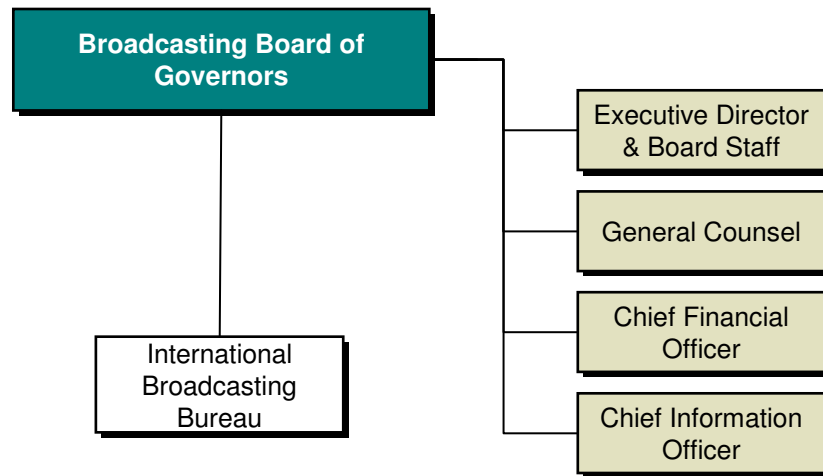 Broadcasting Board of
Governors
Executive Director
& Board Staff
General Counsel
Chief Financial
Officer
International
Broadcasting
Bureau
Chief Information
Officer